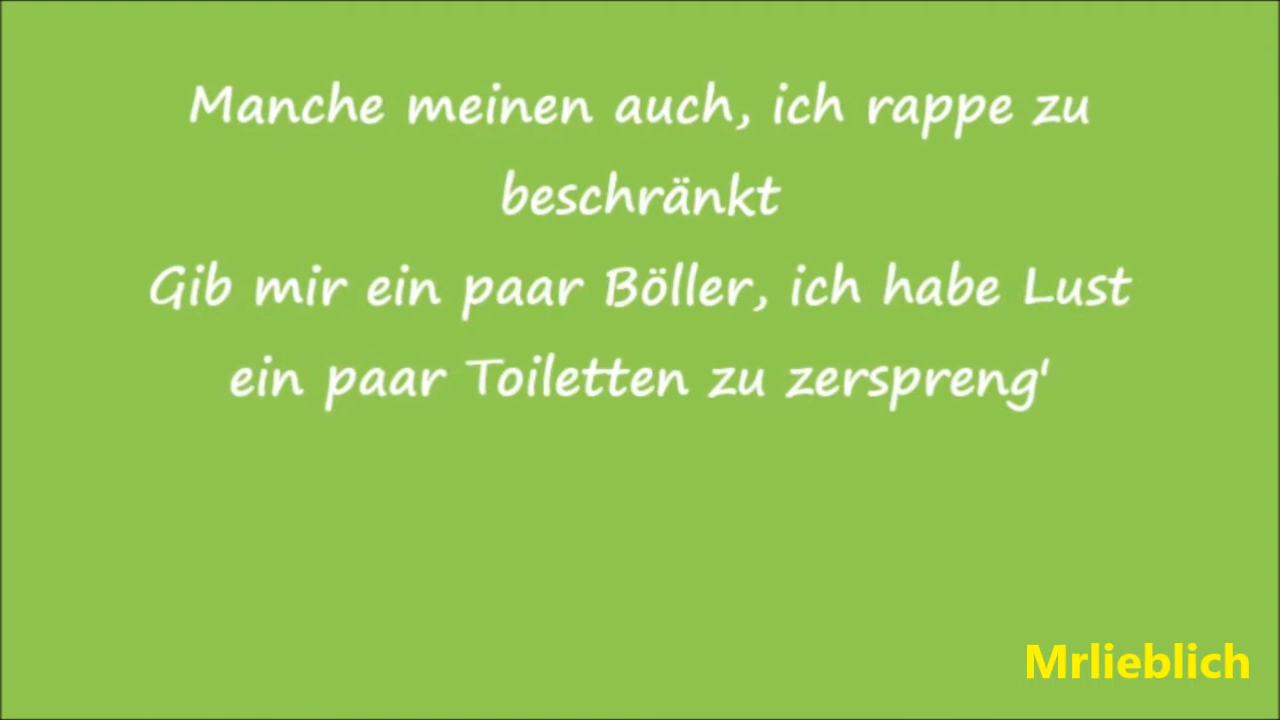 Manche meinen auch, ich rappe zu
beschränkt
Gib mir ein paar Böller, ich habe Lust
ein paar Toiletten zu zerspreng'
Mrlieblich